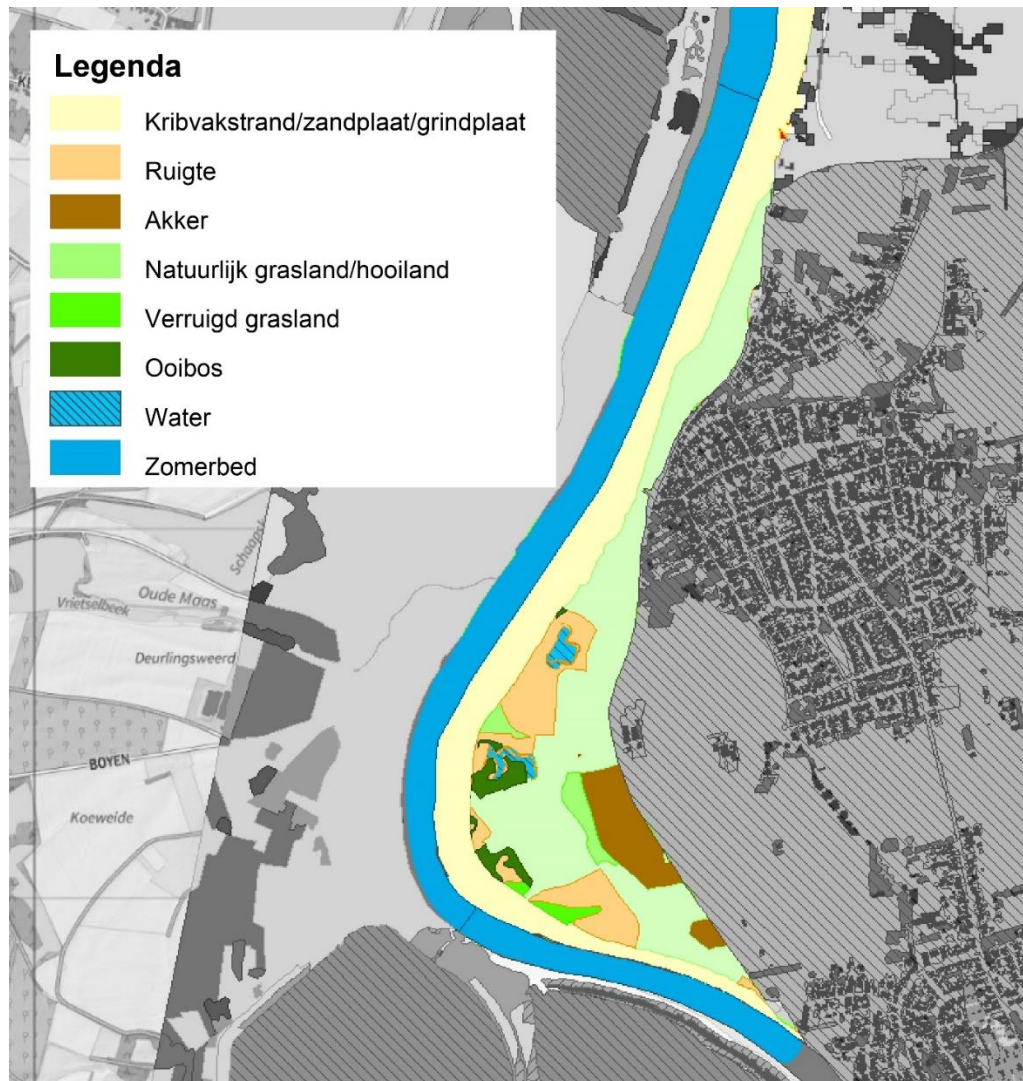 Legenda
Kribvakstrand/zandplaat/grindplaat
Ruigte
Akker
Natuurlijk grasland/hooiland
Verruigd grasland
Ooibos
Water
Zomerbed
Oude Maas
Vrietselbeek
Deurlingsweerd
BOYEN
Koeweide